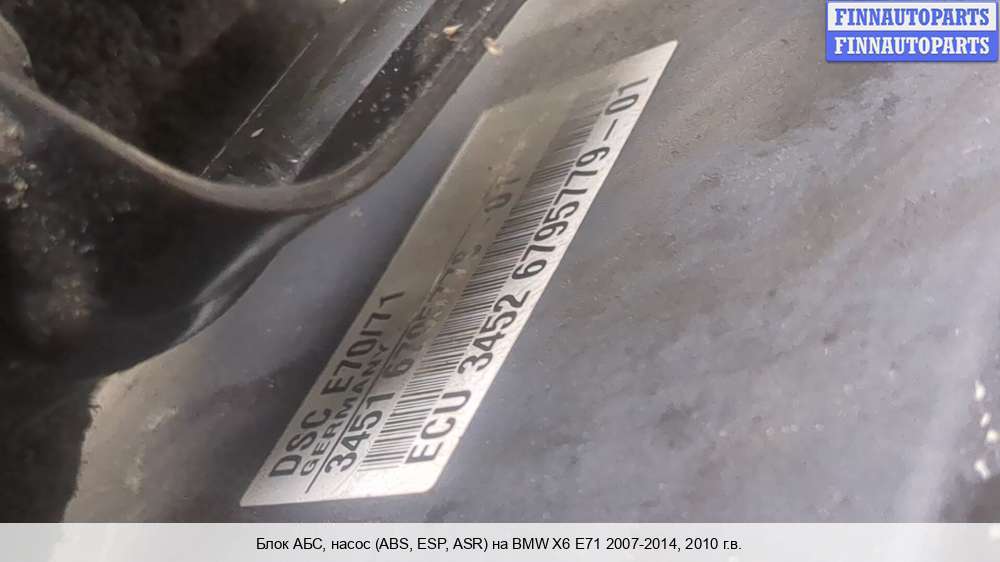 FINNAUTOPARTS
FINNAUTOPARTS
DSC E70/71
GERMANY
3451
ECU 3452 6795779-01
Блок АБС, насос (ABS, ESP, ASR) на BMW X6 E71 2007-2014, 2010 г.в.